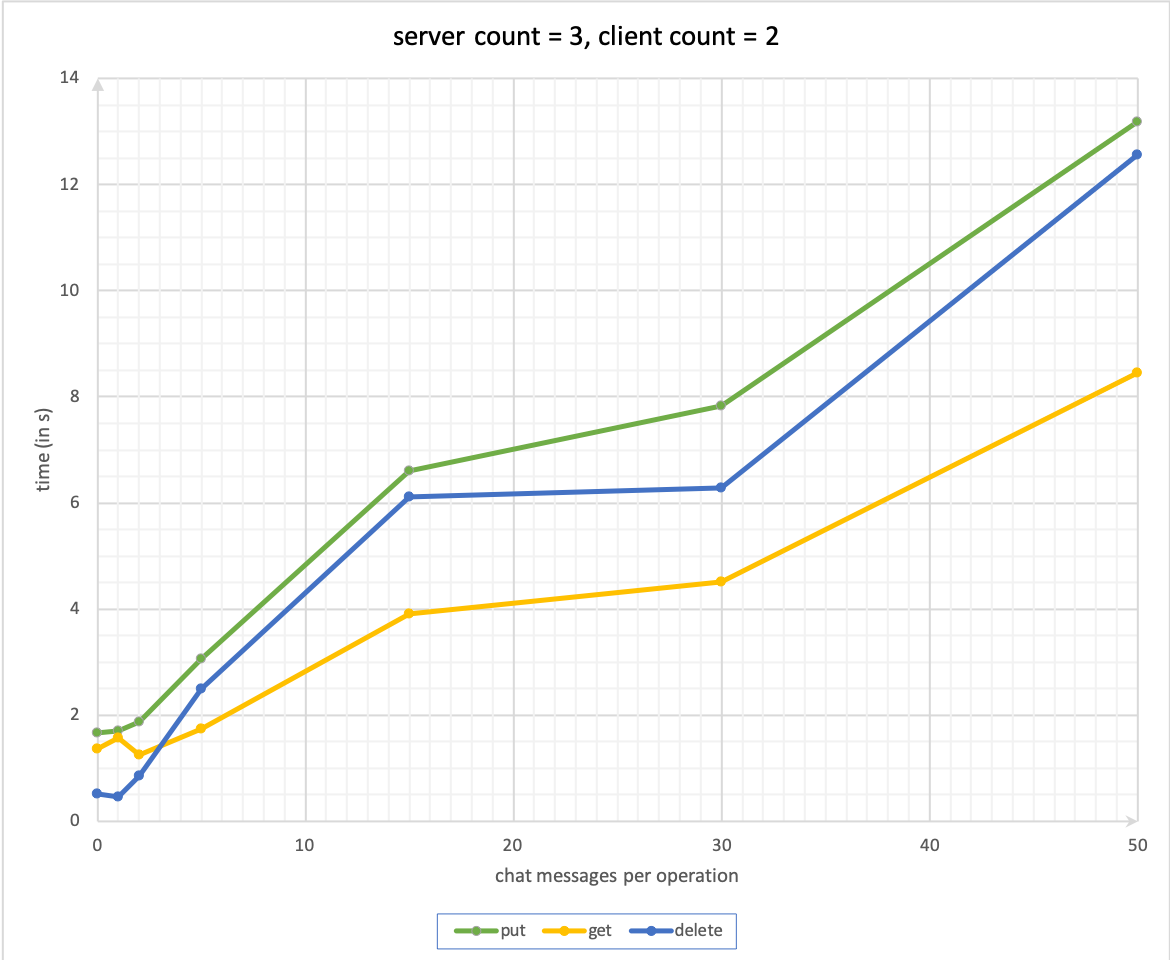 server count = 3, client count = 2
14
12
10
8
6
4
2
0
time (in s)
0 10 20 30 40 50
chat messages per operation
put get delete